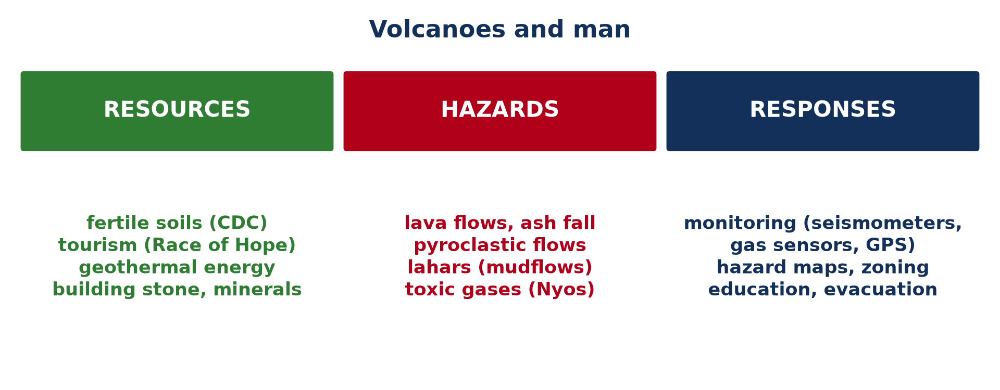 Volcanoes and man
RESOURCES
HAZARDS
RESPONSES
fertile soils (CDC)
tourism (Race of Hope)
geothermal energy
building stone, minerals
lava flows, ash fall
pyroclastic flows
lahars (mudflows)
toxic gases (Nyos)
monitoring (seismometers,
gas sensors, GPS)
hazard maps, zoning
education, evacuation